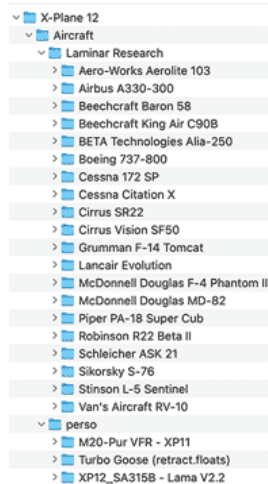 X-Plane 12
Aircraft
Laminar Research
Aero-Works Aerolite 103
Airbus A330-300
Beechcraft Baron 58
Beechcraft King Air C90B
BETA Technologies Alia-250
Boeing 737-800
Cessna 172 SP
Cessna Citation X
Cirrus SR22
Cirrus Vision SF50
Grumman F-14 Tomcat
Lancair Evolution
McDonnell Douglas F-4 Phantom II
McDonnell Douglas MD-82
Piper PA-18 Super Cub
Robinson R22 Beta II
Schleicher ASK 21
Sikorsky S-76
Stinson L-5 Sentinel
Van's Aircraft RV-10
perso
M20-Pur VFR - XP11
Turbo Goose (retract.floats)
XP12_SA315B - Lama V2.2